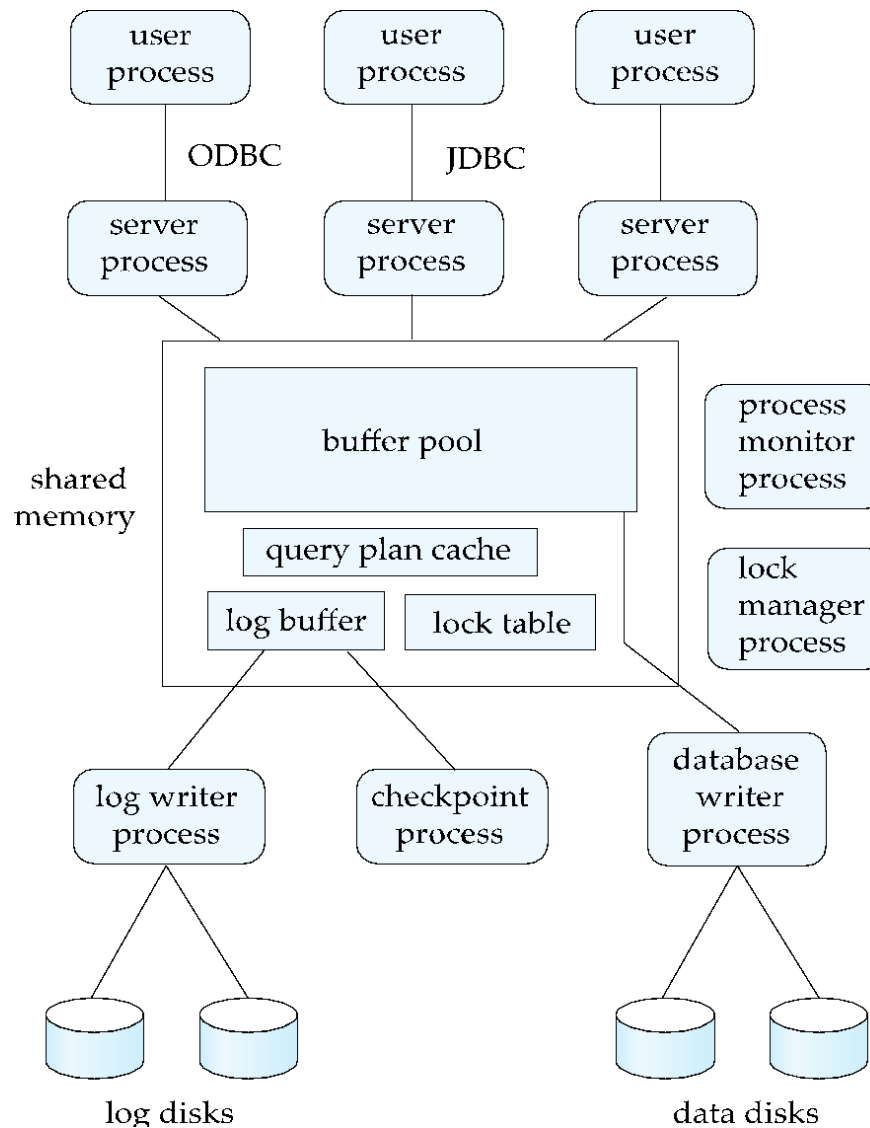 user
process
user
process
user
process
ODBC
JDBC
server
process
server
process
server
process
shared
memory
buffer pool
query plan cache
log buffer
lock table
process
monitor
process
lock
manager
process
log writer
process
checkpoint
process
database
writer
process
log disks
data disks